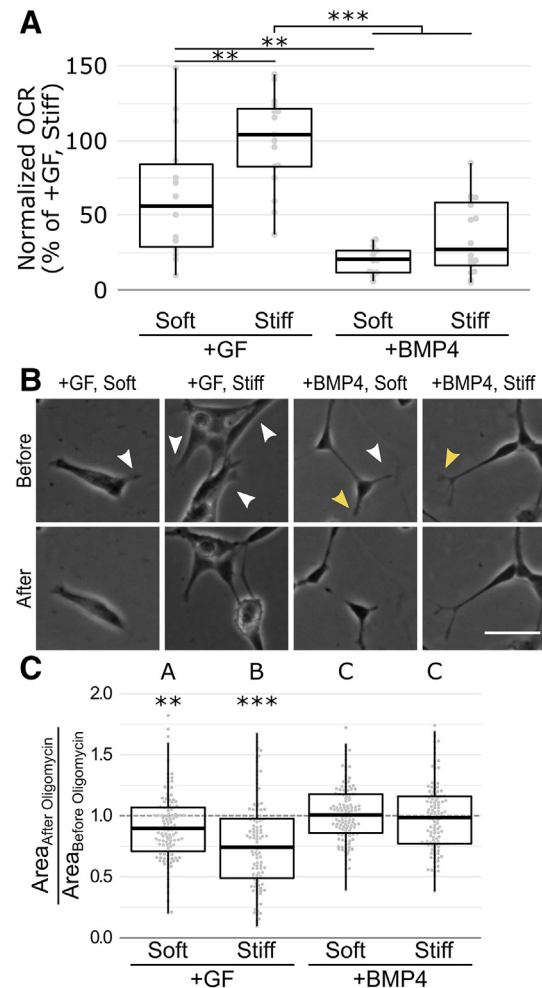 A
***
**
**
Normalized OCR
(% of +GF, Stiff)
150
100
50
0
Soft Stiff Soft Stiff
+GF +BMP4
B
+GF, Soft +GF, Stiff +BMP4, Soft +BMP4, Stiff
Before
After
C
A B C C
** ***
Area After Oligomycin
Area Before Oligomycin
2.0
1.5
1.0
0.5
0.0
Soft Stiff Soft Stiff
+GF +BMP4